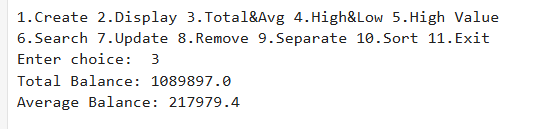 1.Create 2.Display 3.Total&Avg 4.High&Low 5.High Value
6.Search 7.Update 8.Remove 9.Separate 10.Sort 11.Exit
Enter choice:  3
Total Balance: 1089897.0
Average Balance: 217979.4